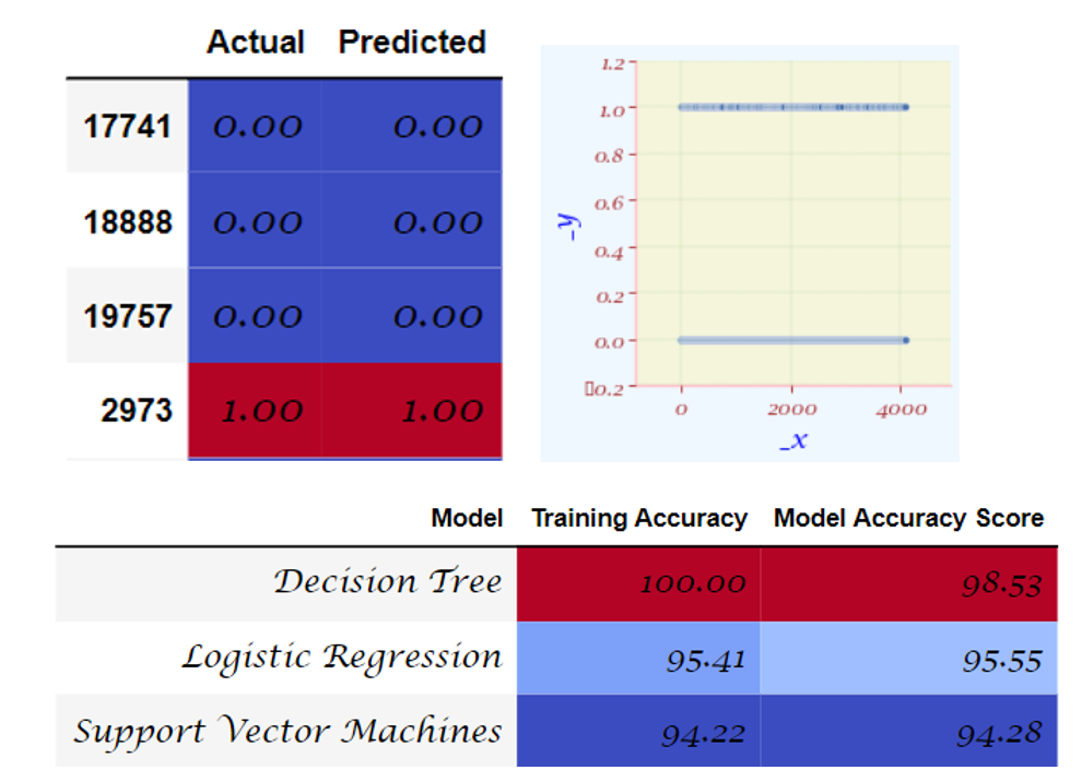 Actual Predicted
17741 0.00 0.00
18888 0.00 0.00
19757 0.00 0.00
2973 1.00 1.00
1.2
1.0
0.8
0.6
0.4
0.2
0.0
▯0.2
_y
0 2000 4000
_x
Model Training Accuracy Model Accuracy Score
Decision Tree 100.00 98.53
Logistic Regression 95.41 95.55
Support Vector Machines 94.22 94.28